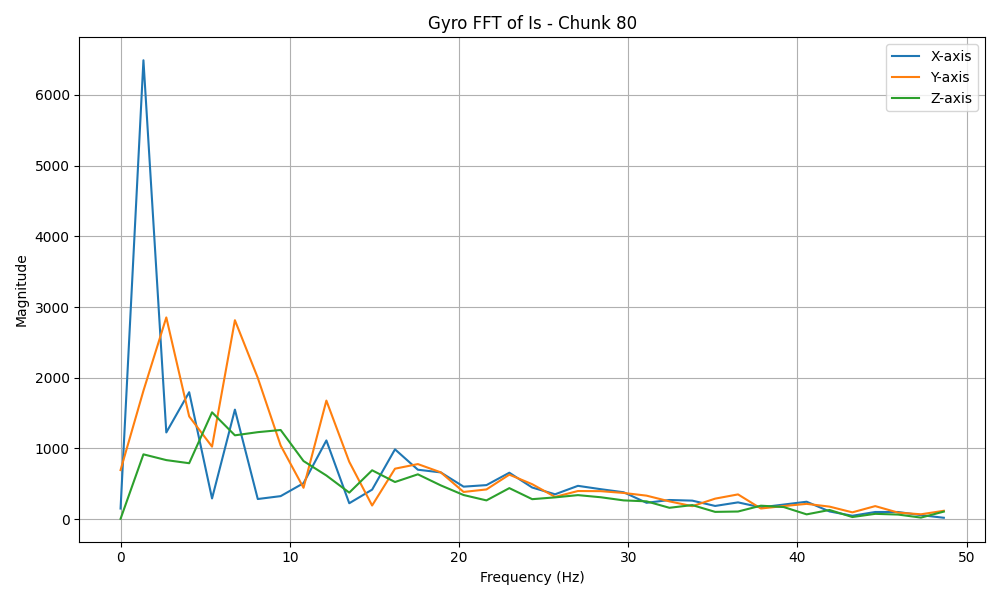 Gyro FFT of Is - Chunk 80
X-axis
Y-axis
Z-axis
Magnitude
6000
5000
4000
3000
2000
1000
0
0 10 20 30 40 50
Frequency (Hz)